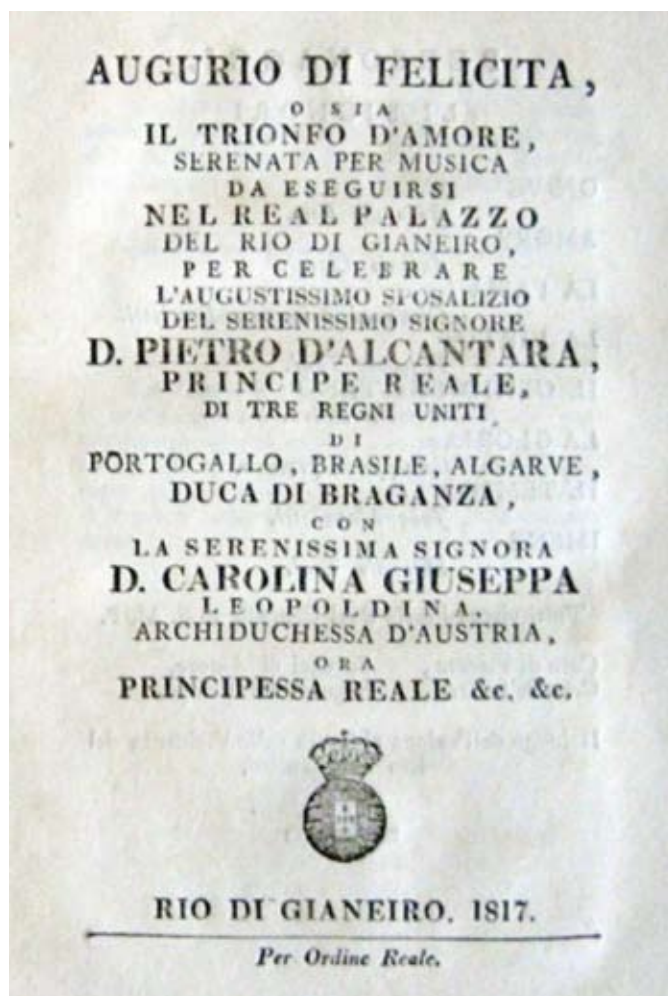 AUGURIO DI FELICITA,
OSIA
IL TRIONFO D'AMORE,
SERENATA PER MUSICA
DA ESEGUIRSI
NEL REAL PALAZZO
DEL RIO DI GIANEIRO,
PER CELEBRARE
L'AUGUSTISSIMO SPOSALIZIO
DEL SERENISSIMO SIGNORE
D. PIETRO D'ALCANTARA,
PRINCIPE REALE,
DI TRE REGNI UNITI
DI
PORTOGALLO, BRASILE, ALGARVE,
DUCA DI BRAGANZA,
CON
LA SERENISSIMA SIGNORA
D. CAROLINA GIUSEPPA
LEOPOLDINA,
ARCHIDUCHESSA D'AUSTRIA,
ORA
PRINCIPESSA REALE &c. &c.
RIO DI GIANEIRO. 1817.
Per Ordine Reale.